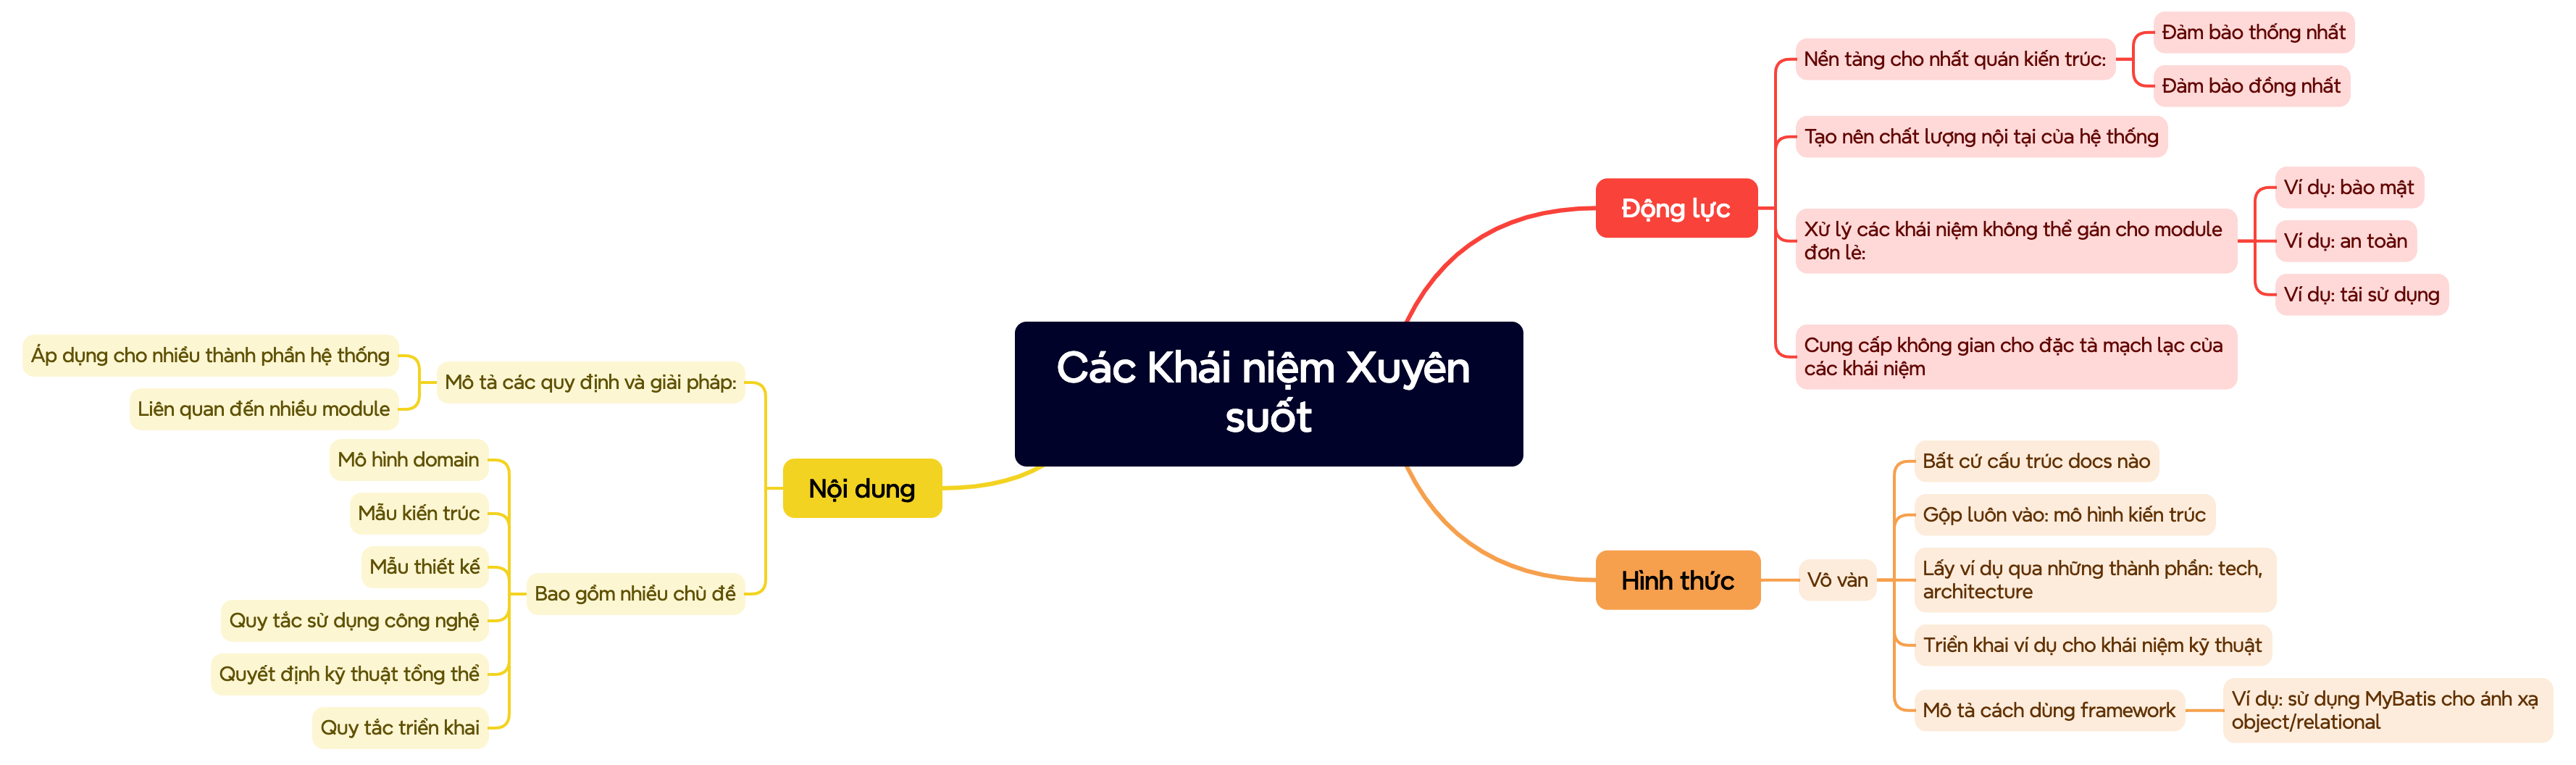 Các Khái niệm Xuyên
suốt
Động lực
Nền tảng cho nhất quán kiến trúc:
Đảm bảo thống nhất
Đảm bảo đồng nhất
Tạo nên chất lượng nội tại của hệ thống
Xử lý các khái niệm không thể gán cho module
đơn lẻ:
Ví dụ: bảo mật
Ví dụ: an toàn
Ví dụ: tái sử dụng
Cung cấp không gian cho đặc tả mạch lạc của
các khái niệm
Hình thức
Vô vàn
Bất cứ cấu trúc docs nào
Gộp luôn vào: mô hình kiến trúc
Lấy ví dụ qua những thành phần: tech,
architecture
Triển khai ví dụ cho khái niệm kỹ thuật
Mô tả cách dùng framework
Ví dụ: sử dụng MyBatis cho ánh xạ
object/relational
Nội dung
Mô tả các quy định và giải pháp:
Áp dụng cho nhiều thành phần hệ thống
Liên quan đến nhiều module
Bao gồm nhiều chủ đề
Mô hình domain
Mẫu kiến trúc
Mẫu thiết kế
Quy tắc sử dụng công nghệ
Quyết định kỹ thuật tổng thể
Quy tắc triển khai